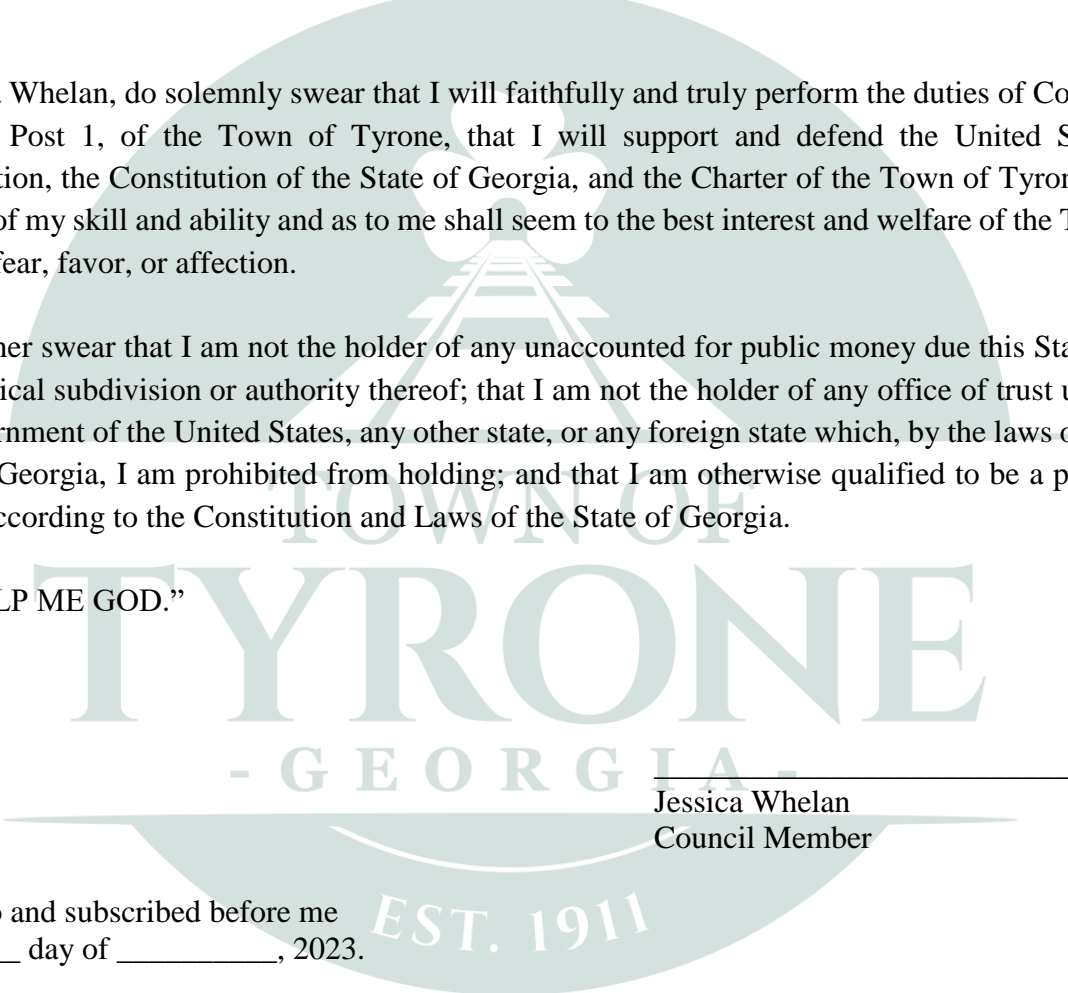 Whelan, do solemnly swear that I will faithfully and truly perform the duties of Co
Post 1, of the Town of Tyrone, that I will support and defend the United S
tion, the Constitution of the State of Georgia, and the Charter of the Town of Tyron
of my skill and ability and as to me shall seem to the best interest and welfare of the T
fear, favor, or affection.
her swear that I am not the holder of any unaccounted for public money due this Sta
ical subdivision or authority thereof; that I am not the holder of any office of trust u
rnment of the United States, any other state, or any foreign state which, by the laws o
Georgia, I am prohibited from holding; and that I am otherwise qualified to be a p
ccording to the Constitution and Laws of the State of Georgia.
TOWN OF
LP ME GOD.”
TYRONE
- GEORGIA -
Jessica Whelan
Council Member
and subscribed before me
__ day of __________, 2023.
EST. 1911